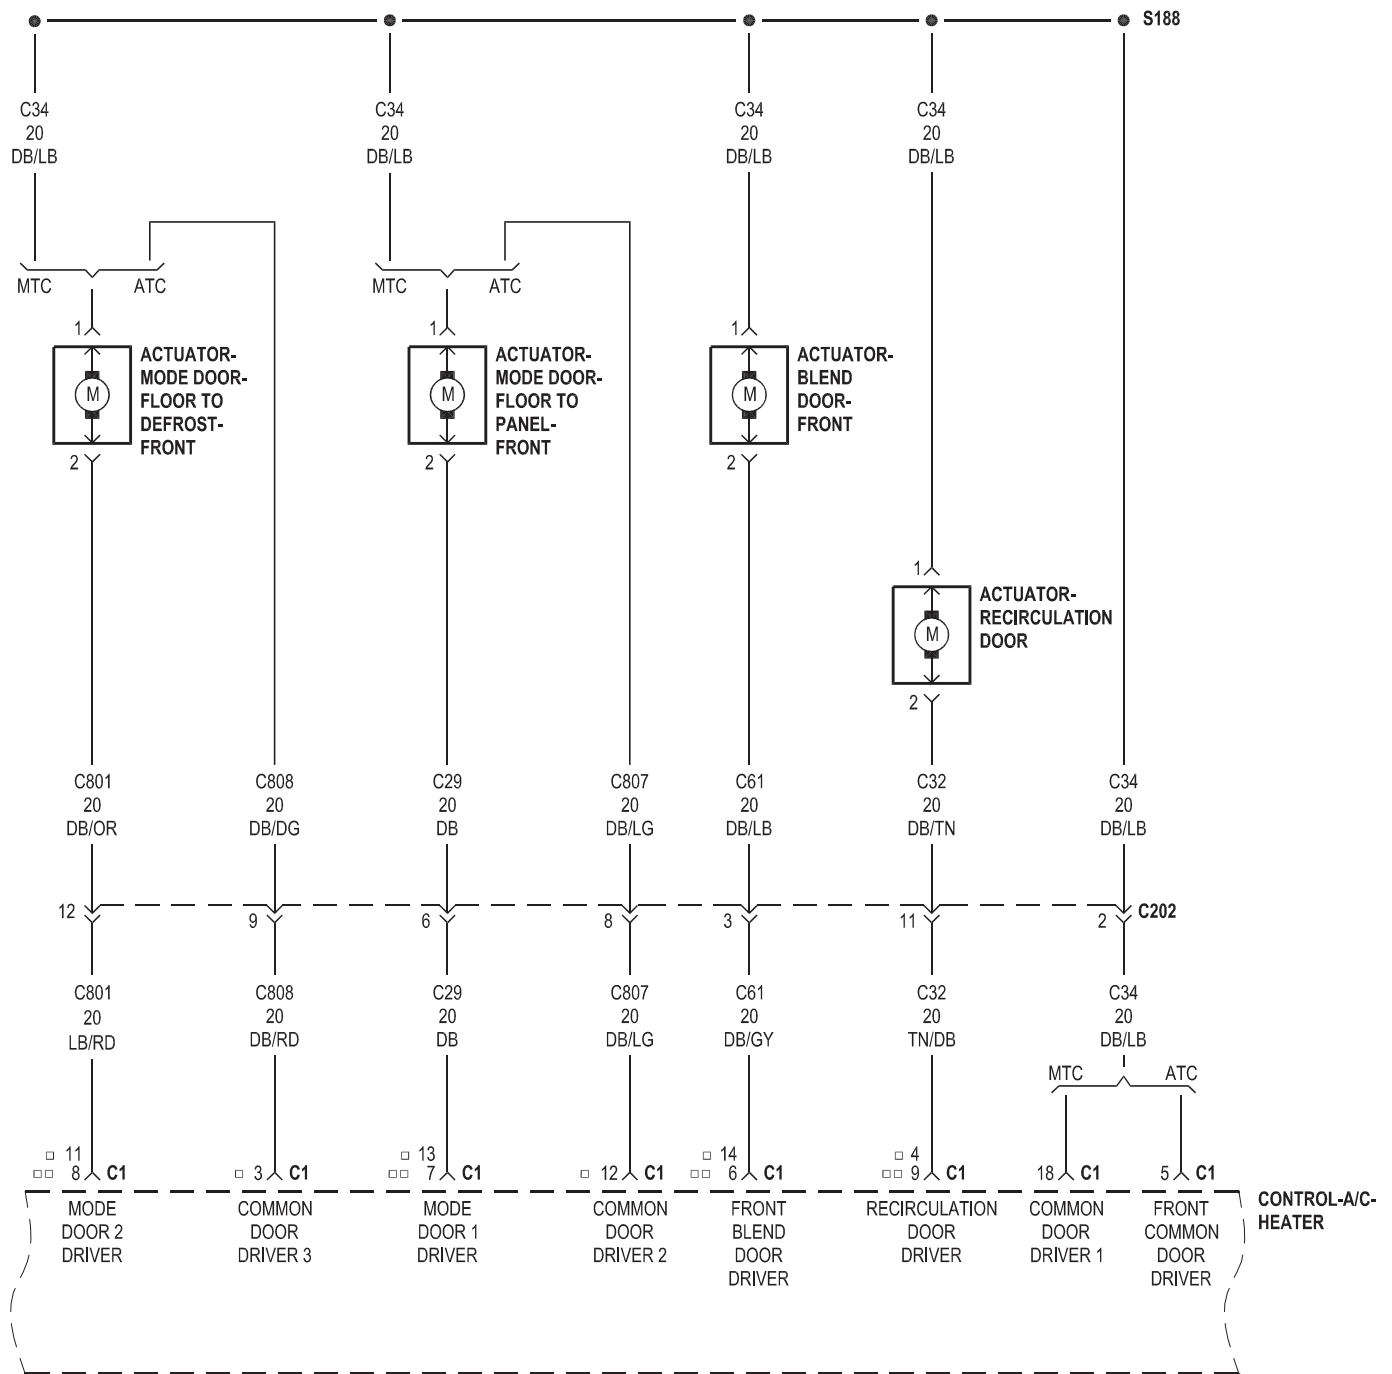 S188
C34
20
DB/LB
C34
20
DB/LB
C34
20
DB/LB
C34
20
DB/LB
MTC
ATC
MTC
ATC
1
ACTUATOR-
MODE DOOR-
FLOOR TO
DEFROST-
FRONT
M
2
1
ACTUATOR-
MODE DOOR-
FLOOR TO
PANEL-
FRONT
M
2
1
ACTUATOR-
BLEND
DOOR-
FRONT
M
2
1
ACTUATOR-
RECIRCULATION
DOOR
M
2
C801
20
DB/OR
C808
20
DB/DG
C29
20
DB
C807
20
DB/LG
C61
20
DB/LB
C32
20
DB/TN
C34
20
DB/LB
12
9
6
8
3
11
2
C202
C801
20
LB/RD
C808
20
DB/RD
C29
20
DB
C807
20
DB/LG
C61
20
DB/GY
C32
20
TN/DB
C34
20
DB/LB
MTC
ATC
□ 11
□□ 8 C1
□ 3 C1
□ 13
□□ 7 C1
□ 12 C1
□ 14
□□ 6 C1
□ 4
□□ 9 C1
18 C1
5 C1
MODE
DOOR 2
DRIVER
COMMON
DOOR
DRIVER 3
MODE
DOOR 1
DRIVER
COMMON
DOOR
DRIVER 2
FRONT
BLEND
DOOR
DRIVER
RECIRCULATION
DOOR
DRIVER
COMMON
DOOR
DRIVER 1
FRONT
COMMON
DOOR
DRIVER
CONTROL-A/C-
HEATER